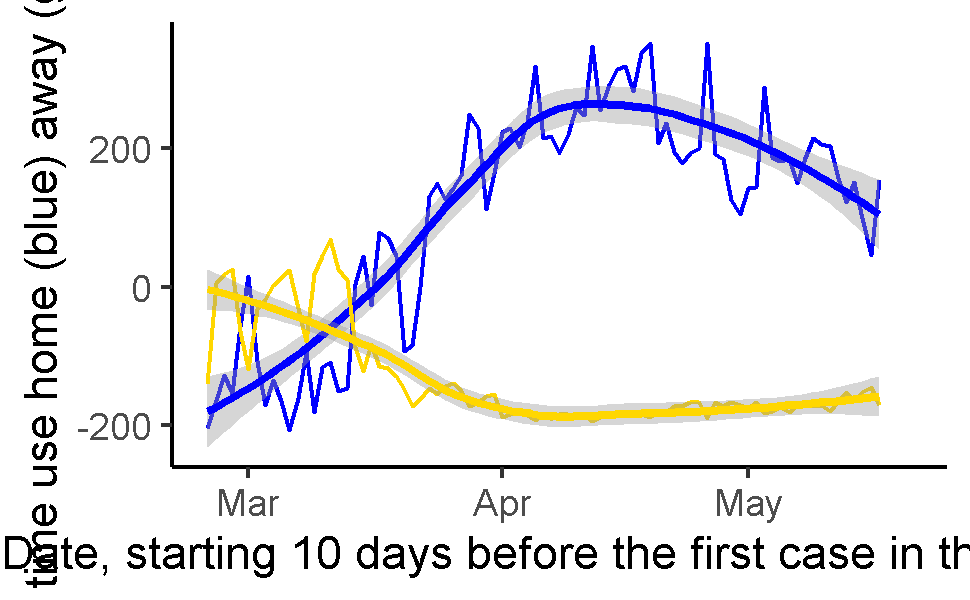 time use home (blue) away (
200
0
-200
Mar Apr May
Date, starting 10 days before the first case in th